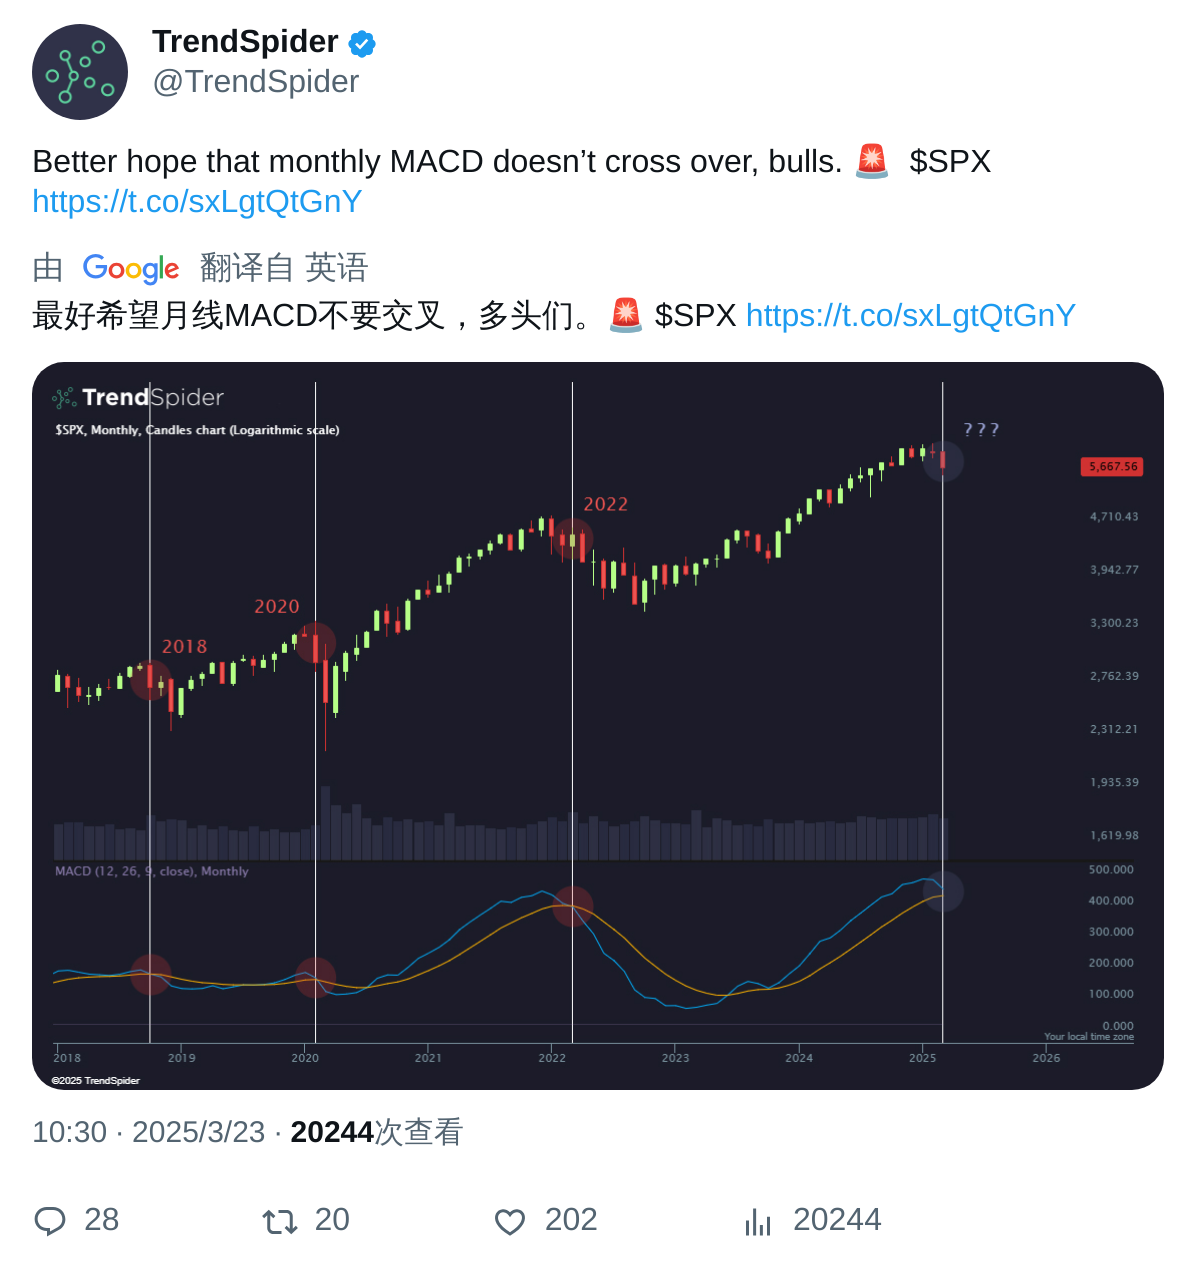 TrendSpider
@TrendSpider
Better hope that monthly MACD doesn’t cross over, bulls. 🚨 $SPX
https://t.co/sxLgtQtGnY
由 Google 翻译自 英语
最好希望月线MACD不要交叉，多头们。🚨 $SPX https://t.co/sxLgtQtGnY
TrendSpider
$SPX, Monthly, Candles chart (Logarithmic scale)
???
5,667.56
2022
4,710.43
3,942.77
2020
3,300.23
2018
2,762.39
2,312.21
1,935.39
1,619.98
MACD (12, 26, 9, close), Monthly
500.000
400.000
300.000
200.000
100.000
0.000
Your local time zone
2018 2019 2020 2021 2022 2023 2024 2025 2026
©2025 TrendSpider
10:30 · 2025/3/23 · 20244次查看
28 20 202 20244